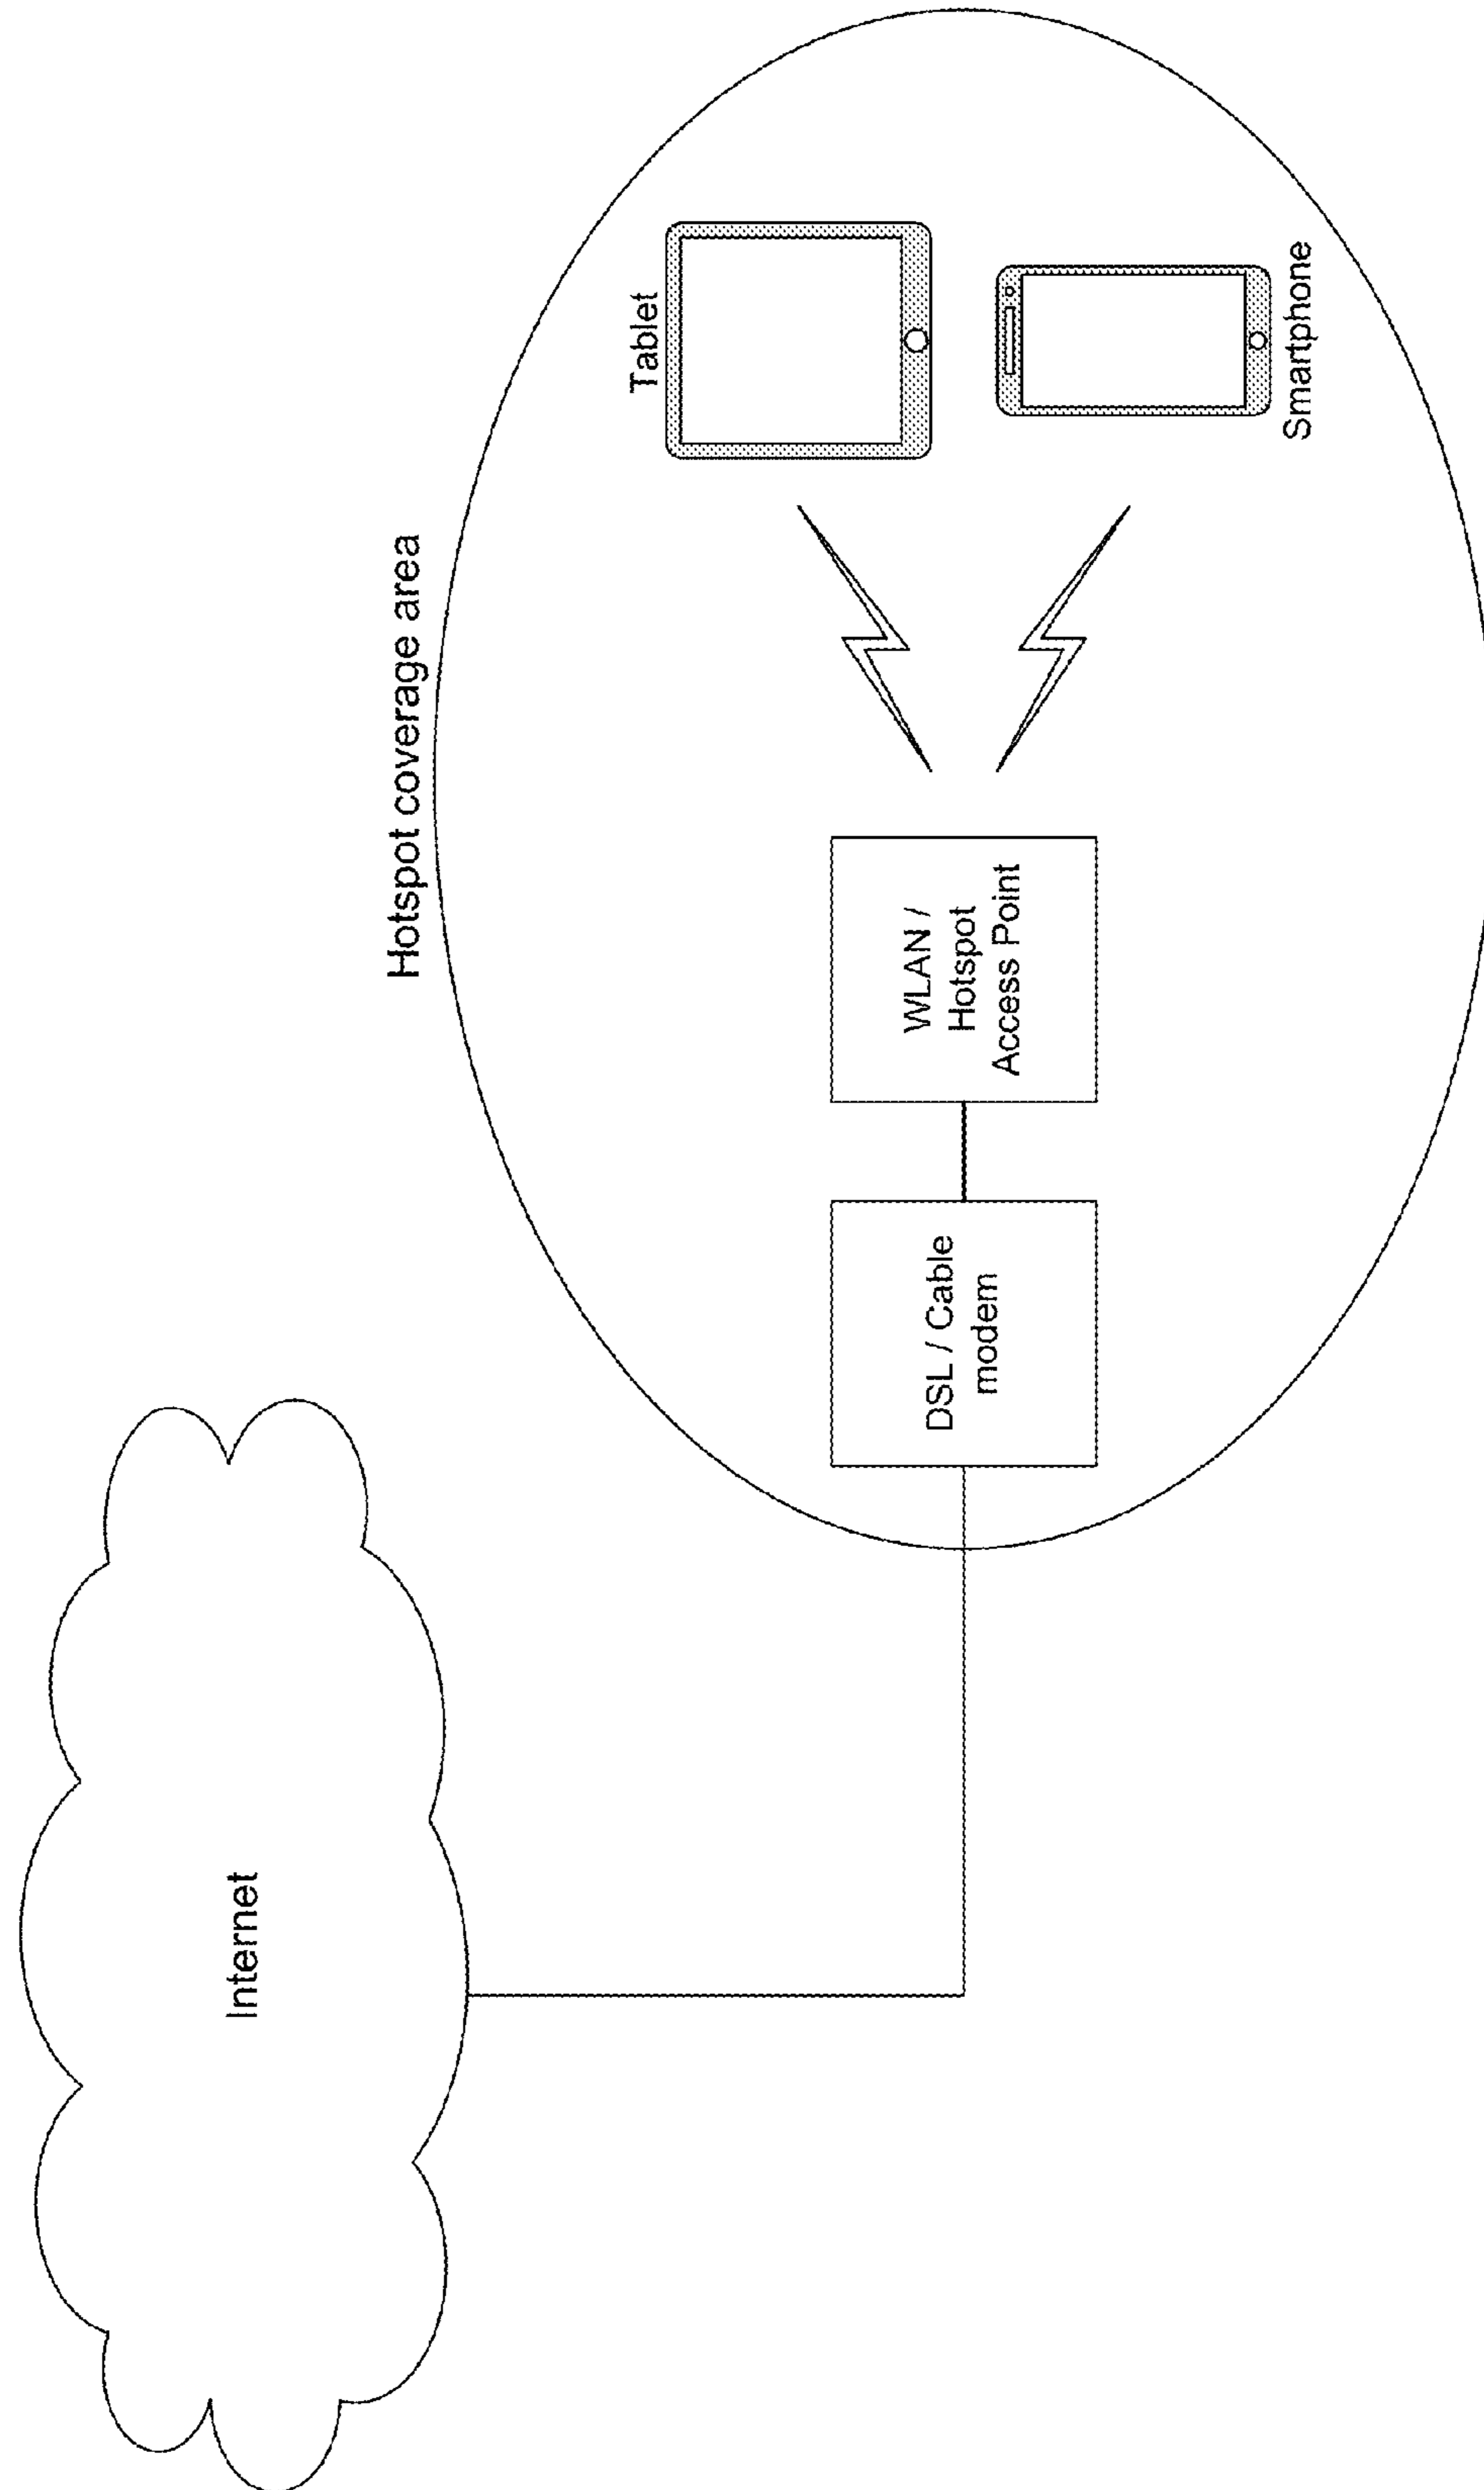 Internet
Hotspot coverage area
DSL / Cable
modem
WLAN /
Hotspot
Access Point
Tablet
Smartphone